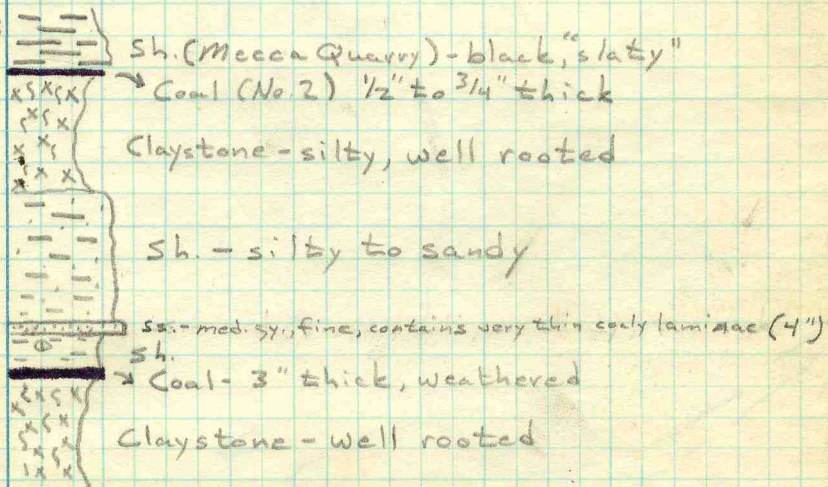 Sh. (Mecca Quarry) - black, "slaty"
Coal (No. 2) 1/2" to 3/4" thick
Claystone - silty, well rooted
Sh. - silty to sandy
ss. - med. gy., fine, contains very thin coaly laminae (4")
sh.
Coal - 3" thick, weathered
Claystone - well rooted